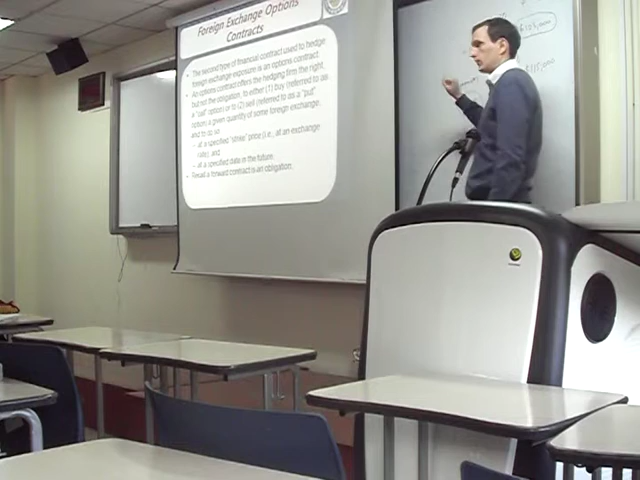 Foreign Exchange Options
Contracts
• The second type of financial contract used to hedge
foreign exchange exposure is an options contract.
• An options contract offers the hedging firm the right,
but not the obligation, to either (1) buy (referred to as
a "call" option) or to (2) sell (referred to as a "put"
option) a given quantity of some foreign exchange,
and to do so:
– at a specified "strike" price (i.e., at an exchange
rate), and
– at a specified date in the future.
• Recall a forward contract is an obligation.